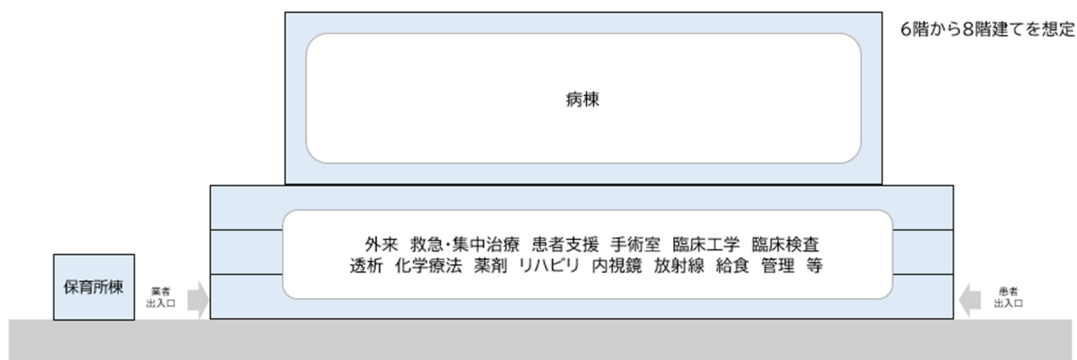 6階から8階建てを想定
病棟
外来 救急・集中治療 患者支援 手術室 臨床工学 臨床検査
透析 化学療法 薬剤 リハビリ 内視鏡 放射線 給食 管理 等
保育所棟
業者
出入口
患者
出入口